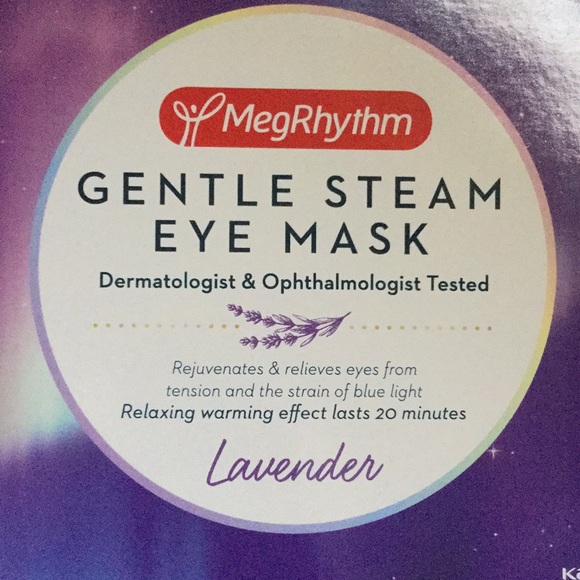 MegRhythm
GENTLE STEAM
EYE MASK
Dermatologist & Ophthalmologist Tested
Rejuvenates & relieves eyes from
tension and the strain of blue light
Relaxing warming effect lasts 20 minutes
Lavender